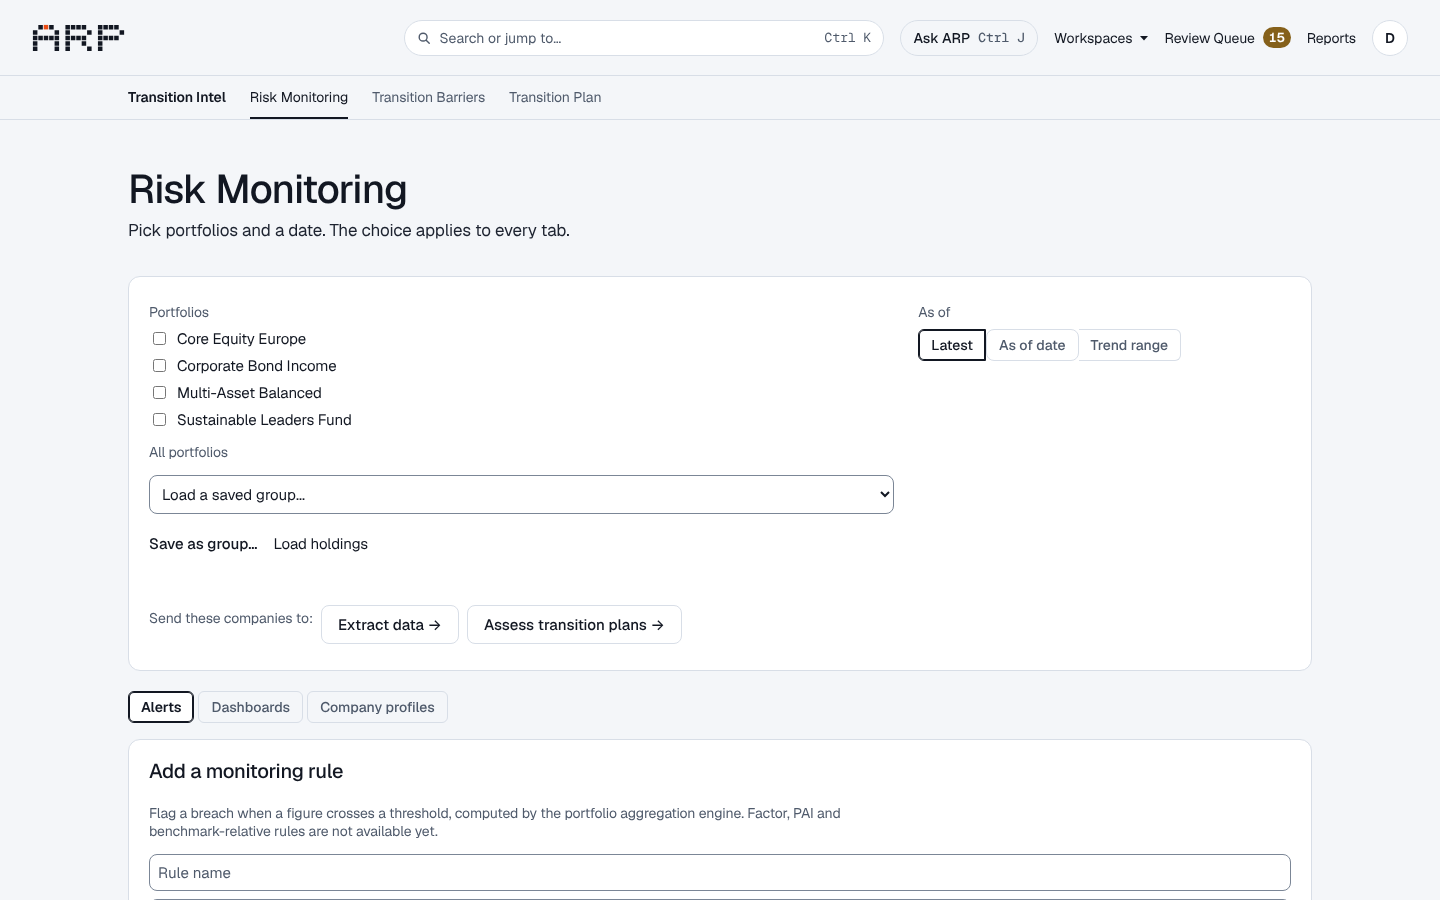 ARP
Search or jump to... Ctrl K
Ask ARP Ctrl J
Workspaces
Review Queue 15
Reports
D
Transition Intel
Risk Monitoring
Transition Barriers
Transition Plan
Risk Monitoring
Pick portfolios and a date. The choice applies to every tab.
Portfolios
Core Equity Europe
Corporate Bond Income
Multi-Asset Balanced
Sustainable Leaders Fund
All portfolios
Load a saved group...
Save as group... Load holdings
As of
Latest As of date Trend range
Send these companies to: Extract data → Assess transition plans →
Alerts Dashboards Company profiles
Add a monitoring rule
Flag a breach when a figure crosses a threshold, computed by the portfolio aggregation engine. Factor, PAI and
benchmark-relative rules are not available yet.
Rule name